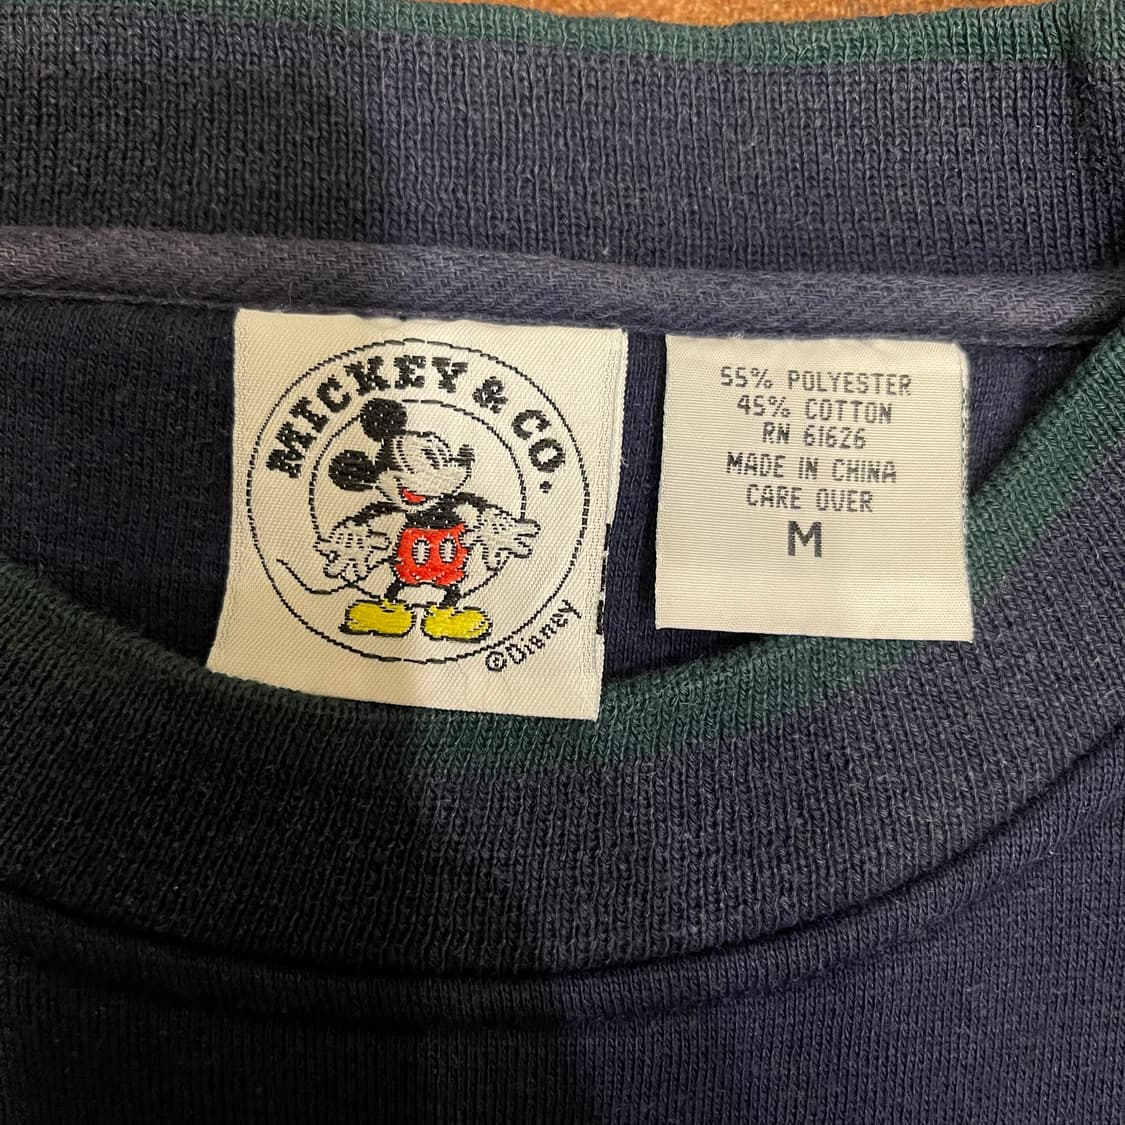 MICKEY & CO.
©Disney
55% POLYESTER
45% COTTON
RN 61626
MADE IN CHINA
CARE OVER
M